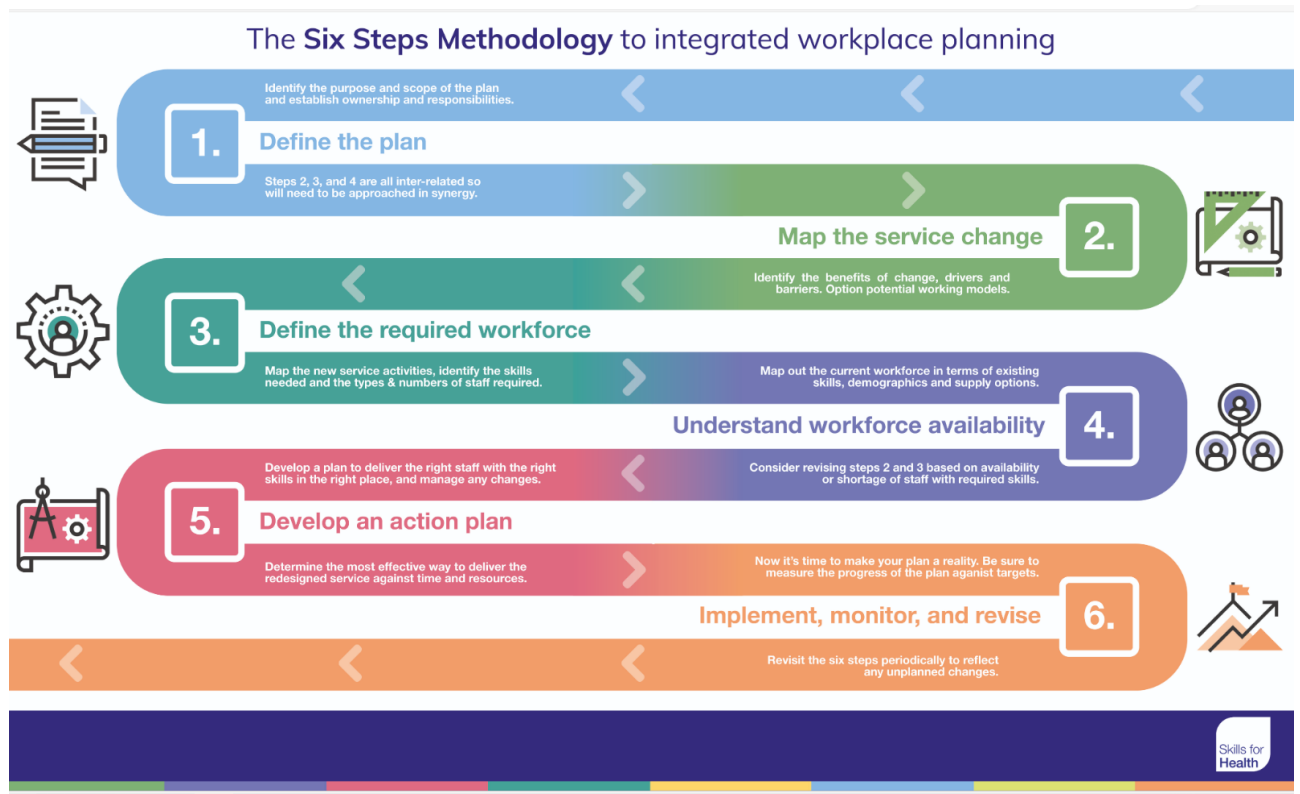 The Six Steps Methodology to integrated workplace planning
Identify the purpose and scope of the plan
and establish ownership and responsibilities.
1.
Define the plan
Steps 2, 3, and 4 are all inter-related so
will need to be approached in synergy.
Map the service change
2.
Identify the benefits of change, drivers and
barriers. Option potential working models.
3.
Define the required workforce
Map the new service activities, identify the skills
needed and the types & numbers of staff required.
Map out the current workforce in terms of existing
skills, demographics and supply options.
Understand workforce availability
4.
Consider revising steps 2 and 3 based on availability
or shortage of staff with required skills.
Develop a plan to deliver the right staff with the right
skills in the right place, and manage any changes.
5.
Develop an action plan
Determine the most effective way to deliver the
redesigned service against time and resources.
Now it's time to make your plan a reality. Be sure to
measure the progress of the plan aganist targets.
Implement, monitor, and revise
6.
Revisit the six steps periodically to reflect
any unplanned changes.
Skills for
Health